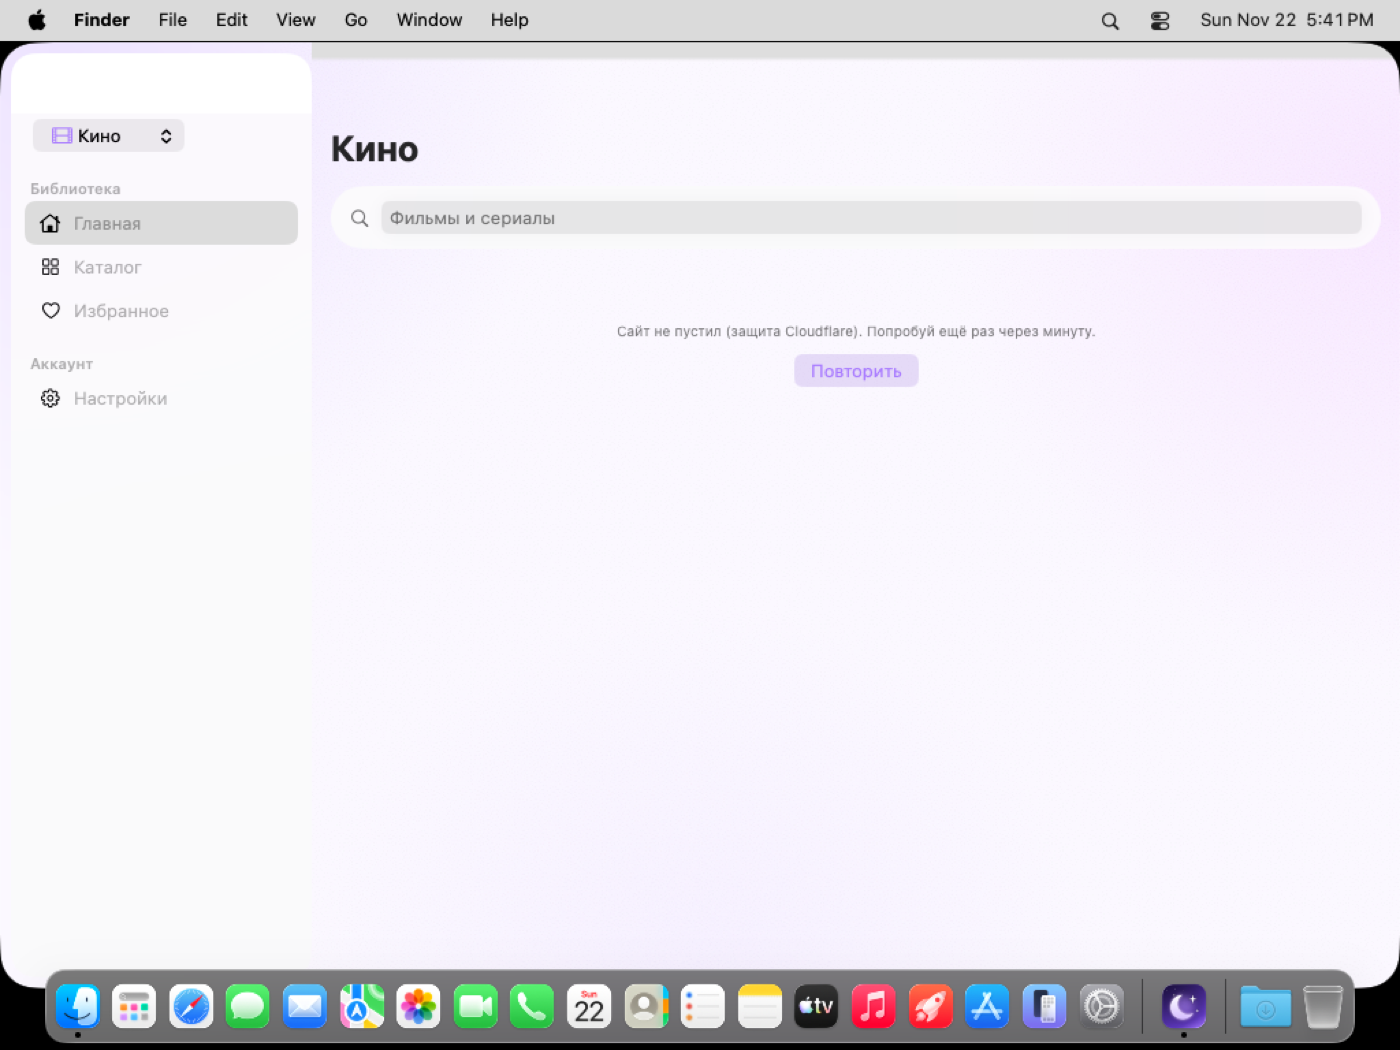 Finder File Edit View Go Window Help Sun Nov 22 5:41 PM
Кино
Библиотека
Главная
Каталог
Избранное
Аккаунт
Настройки
Кино
Фильмы и сериалы
Сайт не пустил (защита Cloudflare). Попробуй ещё раз через минуту.
Повторить
Sun
22
tv